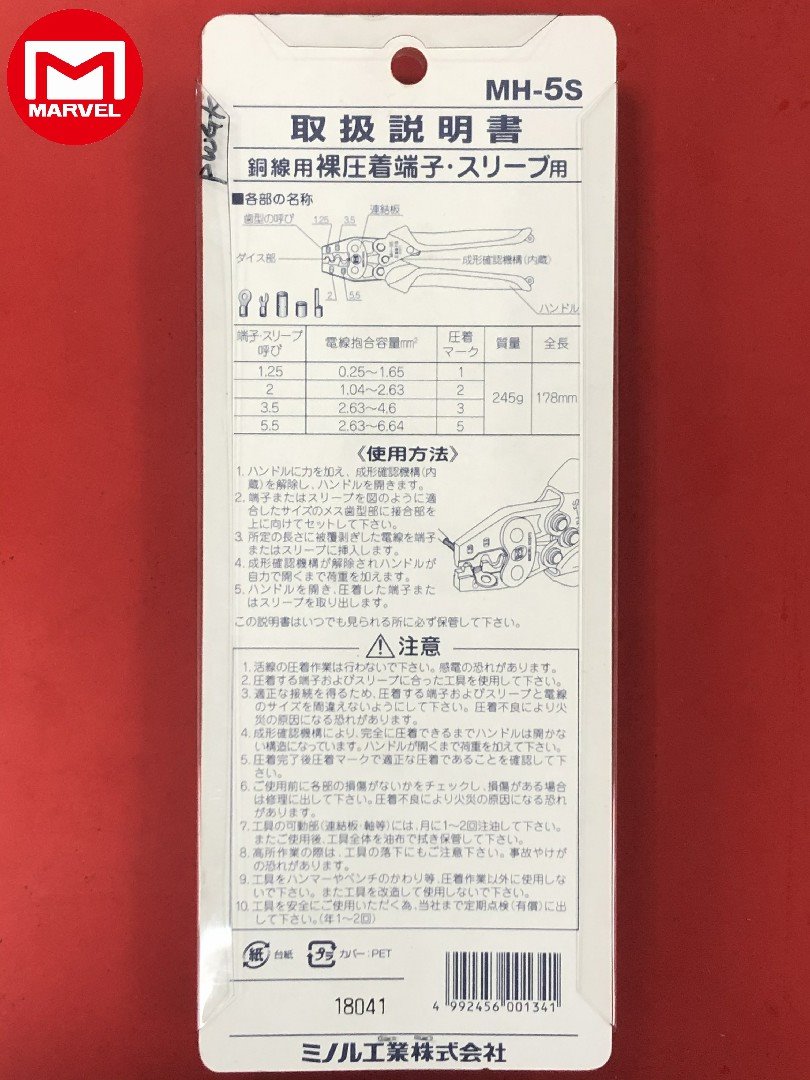 MARVEL
MH-5S
取扱説明書
銅線用裸圧着端子・スリーブ用
■各部の名称
歯型の呼び
1.25
3.5
連結板
ダイス部
成形確認機構(内蔵)
2
5.5
ハンドル
端子・スリーブ呼び 電線抱合容量mm² 圧着マーク 質量 全長
1.25 0.25〜1.65 1
2 1.04〜2.63 2
245g 178mm
3.5 2.63〜4.6 3
5.5 2.63〜6.64 5
《使用方法》
1. ハンドルに力を加え、成形確認機構(内
蔵)を解除し、ハンドルを開きます。
2. 端子またはスリーブを図のように適
合したサイズのメス歯型部に接合部を
上に向けてセットして下さい。
3. 所定の長さに被覆剥ぎした電線を端子
またはスリーブに挿入します。
4. 成形確認機構が解除されハンドルが
自力で開くまで荷重を加えます。
5. ハンドルを開き、圧着した端子また
はスリーブを取り出します。
この説明書はいつでも見られる所に必ず保管して下さい。
注意
1. 活線の圧着作業は行わないで下さい。感電の恐れがあります。
2. 圧着する端子およびスリーブに合った工具を使用して下さい。
3. 適正な接続を得るため、圧着する端子およびスリーブと電線
のサイズを間違えないようにして下さい。圧着不良により火
災の原因になる恐れがあります。
4. 成形確認機構により、完全に圧着できるまでハンドルは開かな
い構造になっています。ハンドルが開くまで荷重を加えて下さい。
5. 圧着完了後圧着マークで適正な圧着であることを確認して下
さい。
6. ご使用前に各部の損傷がないかをチェックし、損傷がある場合
は修理に出して下さい。圧着不良により火災の原因になる恐れ
があります。
7. 工具の可動部(連結板・軸等)には、月に1〜2回注油して下さい。
またご使用後、工具全体を油布で拭き保管して下さい。
8. 高所作業の際は、工具の落下にもご注意下さい。事故やけが
の恐れがあります。
9. 工具をハンマーやペンチのかわり等、圧着作業以外に使用しな
いで下さい。また工具を改造して使用しないで下さい。
10. 工具を安全にご使用いただく為、当社まで定期点検(有償)に出
して下さい。(年1〜2回)
紙 台紙 プラ カバー:PET
18041
4 992456 001341
ミノル工業株式会社